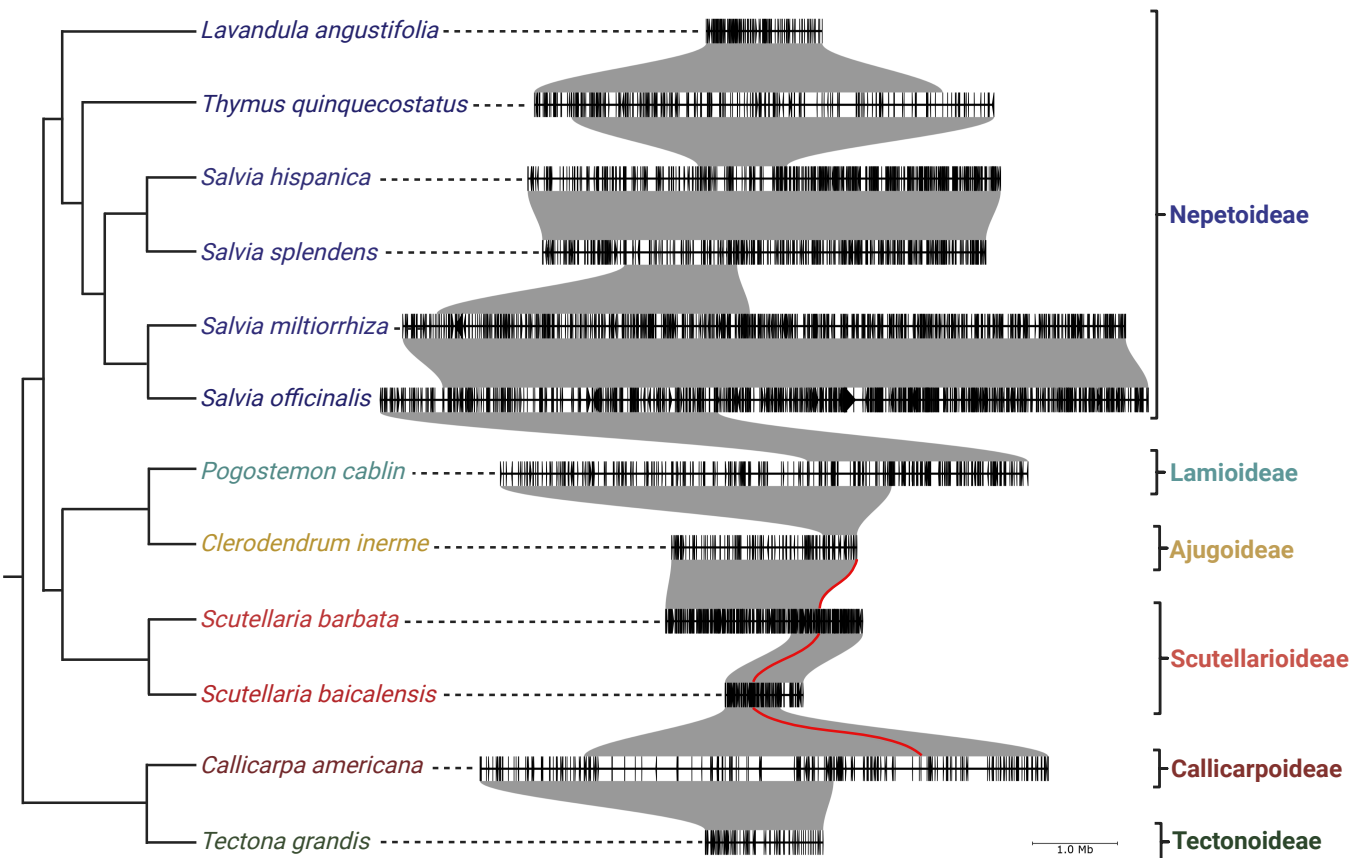 Lavandula angustifolia
Thymus quinquecostatus
Salvia hispanica
Nepetoideae
Salvia splendens
Salvia miltiorrhiza
Salvia officinalis
Pogostemon cablin
Lamioideae
Clerodendrum inerme
Ajugoideae
Scutellaria barbata
Scutellarioideae
Scutellaria baicalensis
Callicarpa americana
Callicarpoideae
Tectona grandis
1.0 Mb
Tectonoideae